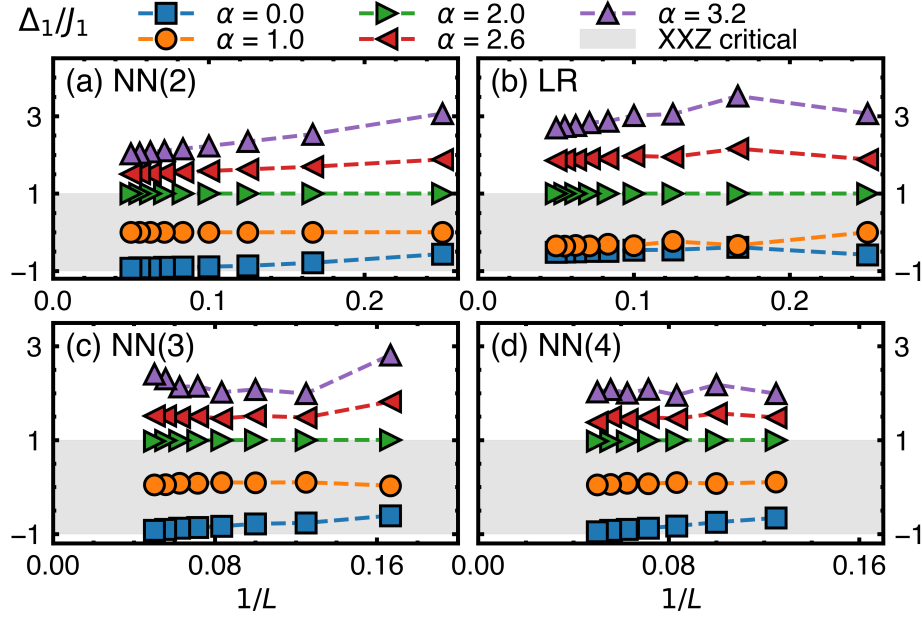 Δ₁/J₁
α = 0.0
α = 2.0
α = 3.2
α = 1.0
α = 2.6
XXZ critical
(a) NN(2)
(b) LR
3
3
1
1
−1
−1
0.0
0.1
0.2
0.0
0.1
0.2
(c) NN(3)
(d) NN(4)
3
3
1
1
−1
−1
0.00
0.08
0.16
0.00
0.08
0.16
1/L
1/L